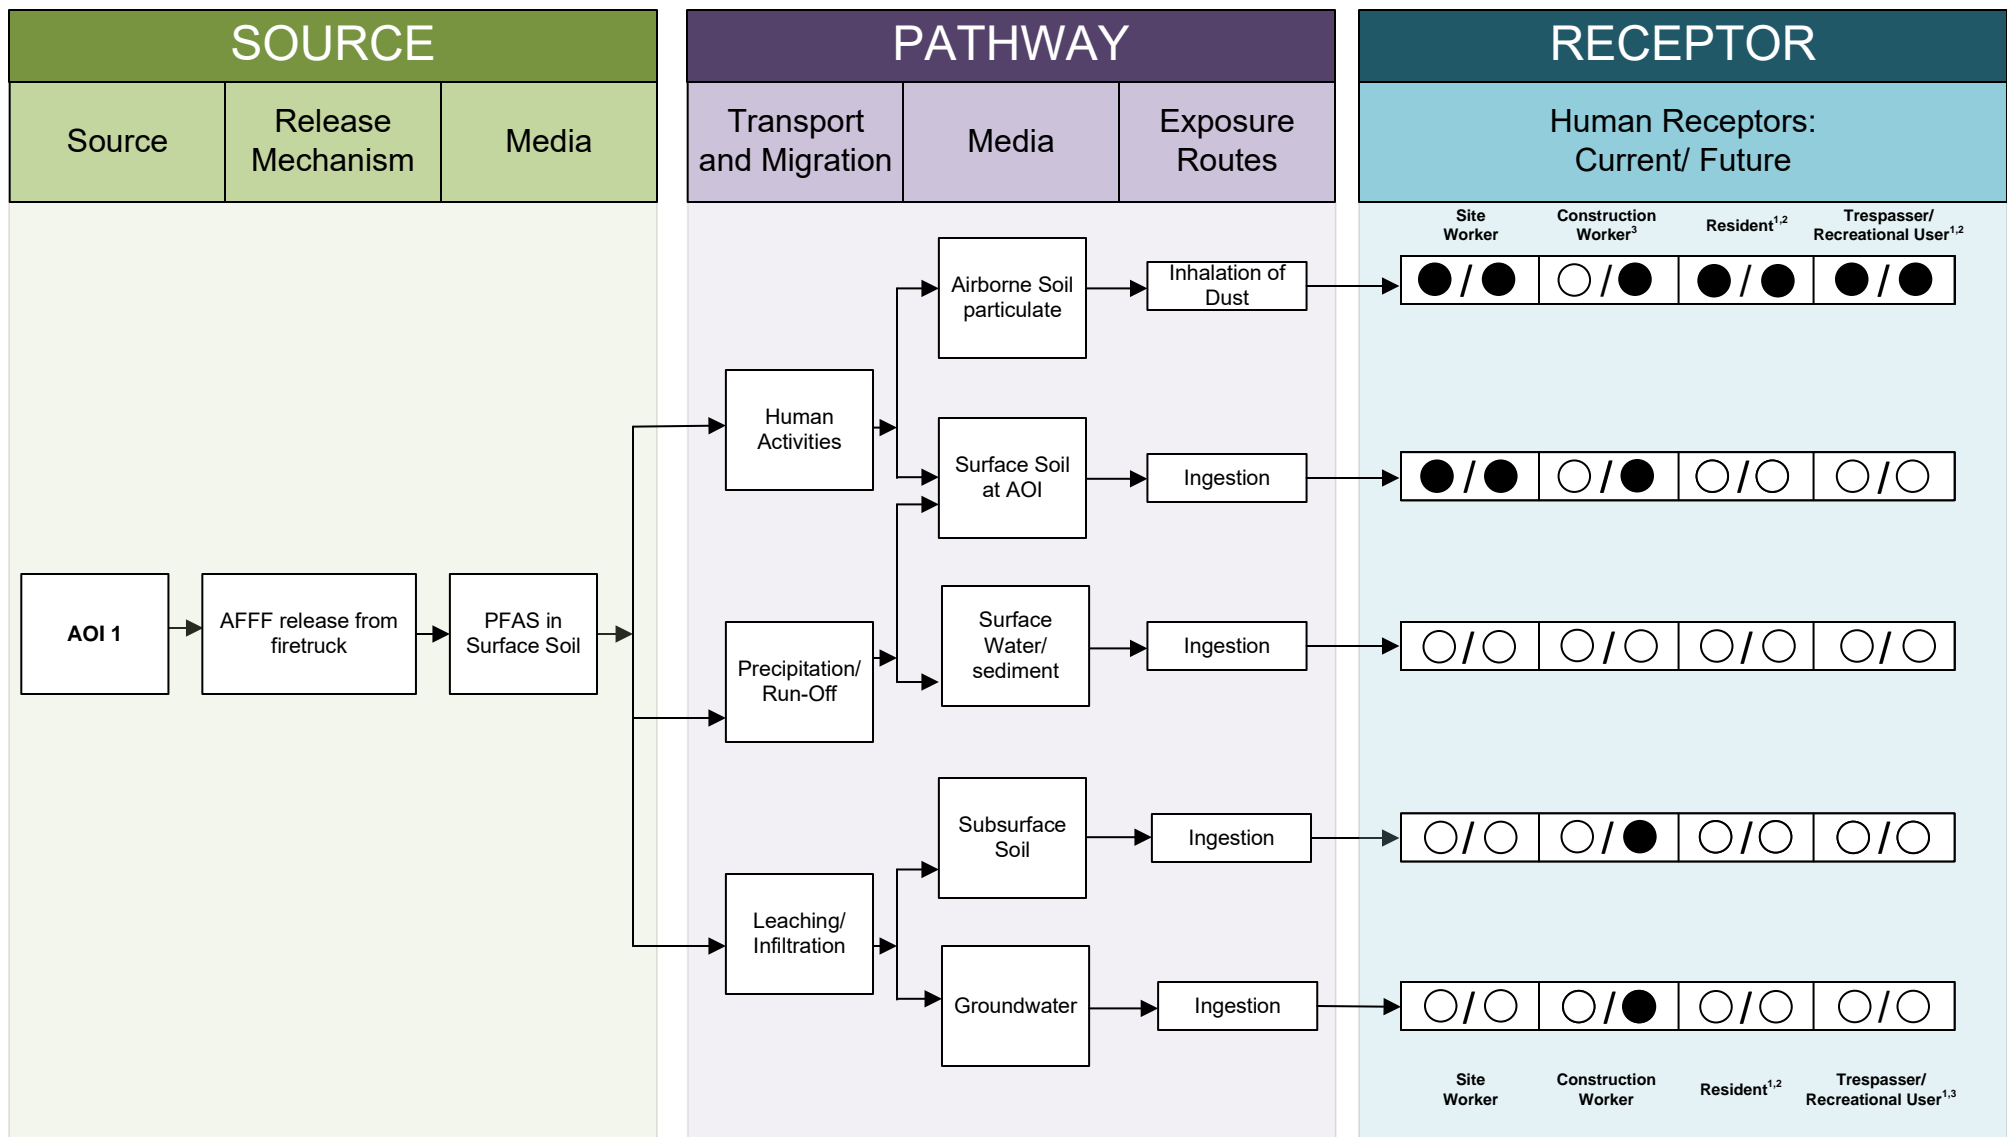 SOURCE
PATHWAY
RECEPTOR
Source
Release
Mechanism
Media
Transport
and Migration
Media
Exposure
Routes
Human Receptors:
Current/ Future
Site
Worker
Construction
Worker3
Resident1,2
Trespasser/
Recreational User1,2
Airborne Soil
particulate
Inhalation of
Dust
/ / / /
Human
Activities
Surface Soil
at AOI
Ingestion
/ / / /
AOI 1
AFFF release from
firetruck
PFAS in
Surface Soil
Precipitation/
Run-Off
Surface
Water/
sediment
Ingestion
/ / / /
Subsurface
Soil
Ingestion
/ / / /
Leaching/
Infiltration
Groundwater
Ingestion
/ / / /
Site
Worker
Construction
Worker
Resident1,2
Trespasser/
Recreational User1,3